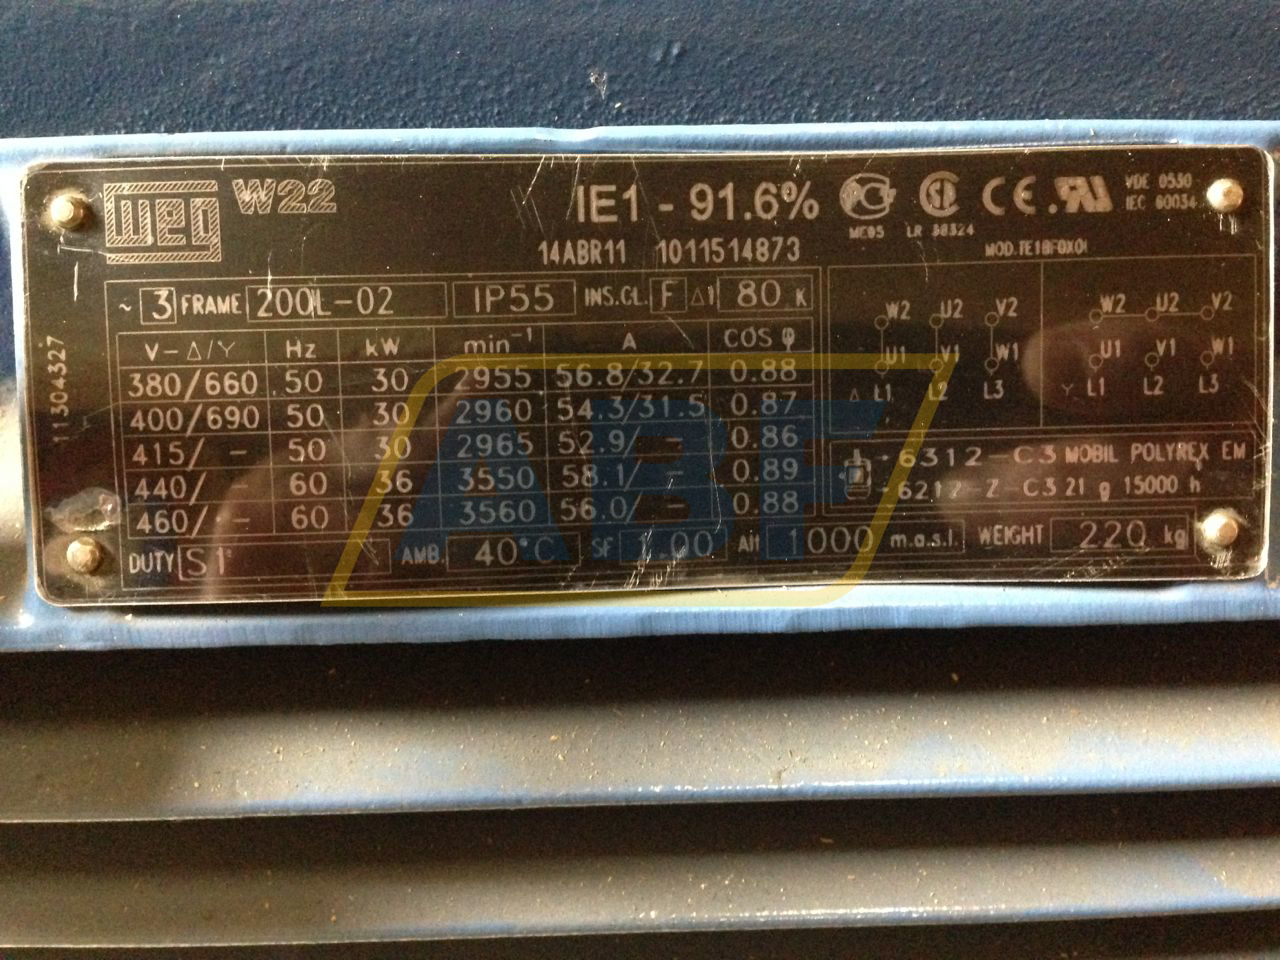 WEG W22 IE1 - 91.6% PG SA CE .RU VDE 0530
IEC 60034
ME05 LR 38324
14ABR11 1011514873
~ 3 FRAME 200L-02 IP55 INS.CL. F Δt 80 K
V - Δ/Y Hz kW min⁻¹ A COS φ
380/660 50 30 2955 56.8/32.7 0.88
400/690 50 30 2960 54.3/31.5 0.87
415/ - 50 30 2965 52.9/ - 0.86
440/ - 60 36 3550 58.1/ - 0.89
460/ - 60 36 3560 56.0/ - 0.88
DUTY S1 AMB. 40°C SF 1.00 Alt 1000 m.a.s.l. WEIGHT 220 kg
W2 U2 V2
U1 V1 W1
Δ L1 L2 L3
W2 U2 V2
U1 V1 W1
Y L1 L2 L3
6312-C3 MOBIL POLYREX EM
6212-Z-C3 21 g 15000 h
11304327
ABF